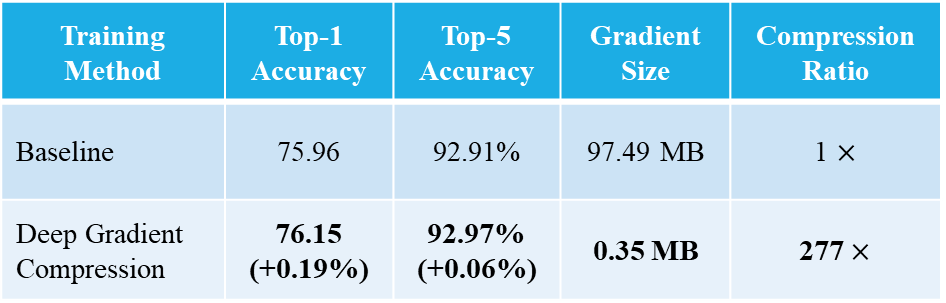 Training Method Top-1 Accuracy Top-5 Accuracy Gradient Size Compression Ratio
Baseline 75.96 92.91% 97.49 MB 1 ×
Deep Gradient Compression 76.15 (+0.19%) 92.97% (+0.06%) 0.35 MB 277 ×